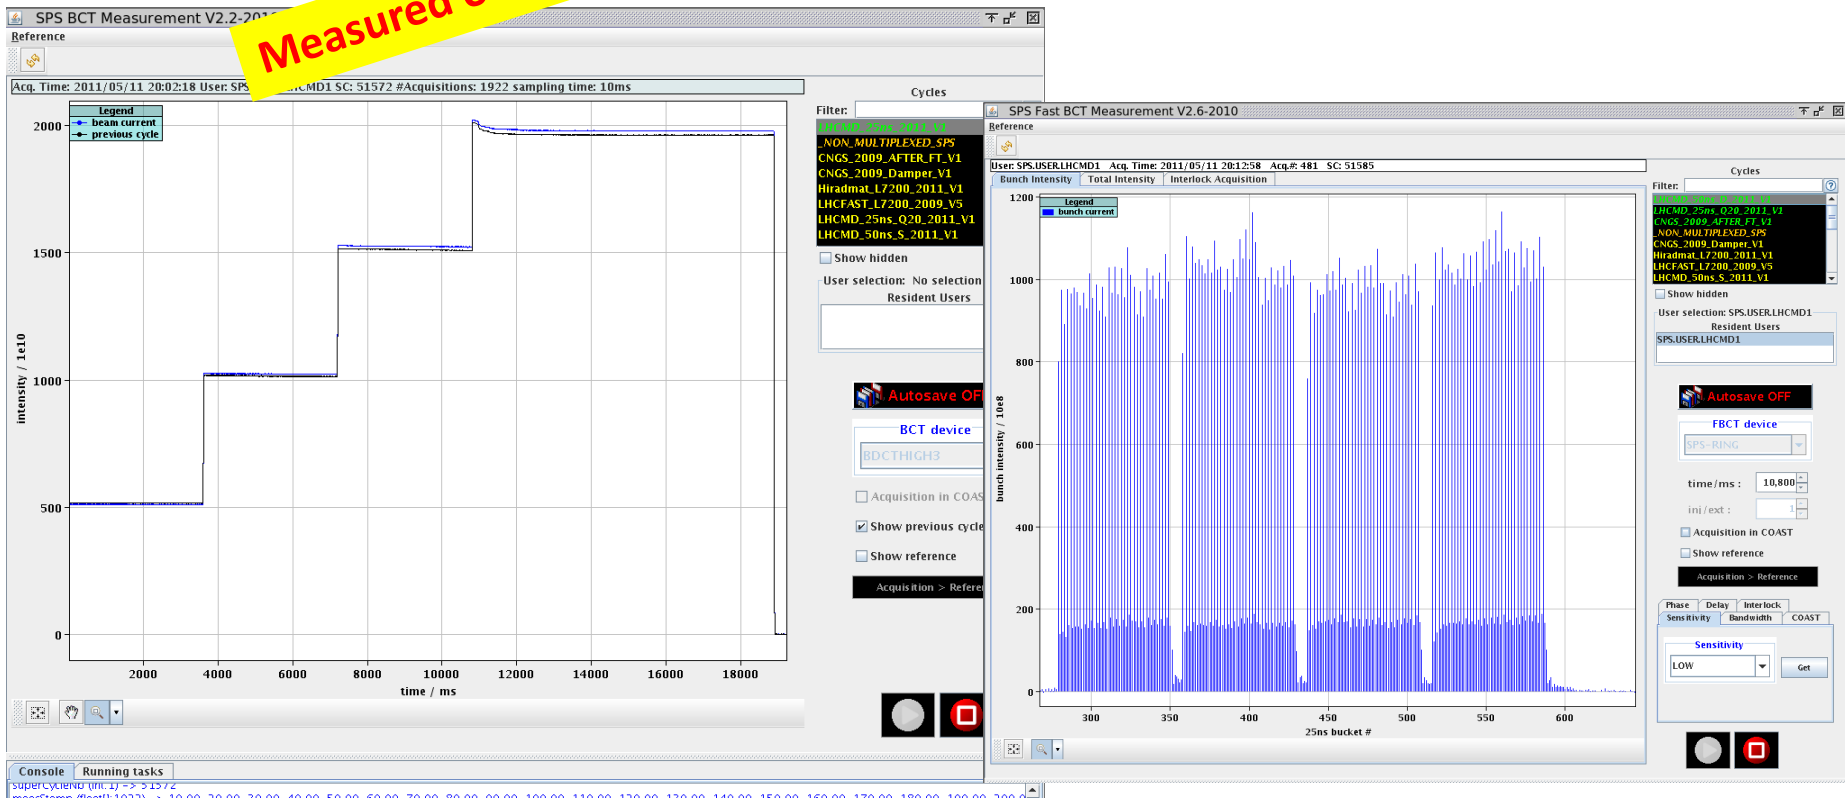 SPS BCT Measurement V2.2-201
Measured
Reference
Acq. Time: 2011/05/11 20:02:18 User: SPS. CMD1 SC: 51572 #Acquisitions: 1922 sampling time: 10ms
Legend
beam current
previous cycle
intensity / 1e10
2000
1500
1000
500
0
2000 4000 6000 8000 10000 12000 14000 16000 18000
time / ms
Cycles
Filter:
LHCMD_25ns_2011_V1
_NON_MULTIPLEXED_SPS
CNGS_2009_AFTER_FT_V1
CNGS_2009_Damper_V1
Hiradmat_L7200_2011_V1
LHCFAST_L7200_2009_V5
LHCMD_25ns_Q20_2011_V1
LHCMD_50ns_S_2011_V1
Show hidden
User selection: No selection
Resident Users
Autosave OFF
BCT device
BDCTHIGH3
Acquisition in COAS
Show previous cycle
Show reference
Acquisition > Refere
Console Running tasks
superCycleNb (int:1) -> 51572
SPS Fast BCT Measurement V2.6-2010
Reference
User: SPS.USER.LHCMD1 Acq. Time: 2011/05/11 20:12:58 Acq.#: 481 SC: 51585
Bunch Intensity Total Intensity Interlock Acquisition
Legend
bunch current
bunch intensity / 10e8
1200
1000
800
600
400
200
0
300 350 400 450 500 550 600
25ns bucket #
Cycles
Filter:
LHCMD_25ns_Q20_2011_V1
CNGS_2009_AFTER_FT_V1
_NON_MULTIPLEXED_SPS
CNGS_2009_Damper_V1
Hiradmat_L7200_2011_V1
LHCFAST_L7200_2009_V5
LHCMD_50ns_S_2011_V1
Show hidden
User selection: SPS.USER.LHCMD1
Resident Users
SPS.USER.LHCMD1
Autosave OFF
FBCT device
SPS-RING
time/ms : 10,800
inj/ext : 1
Acquisition in COAST
Show reference
Acquisition > Reference
Phase Delay Interlock
Sensitivity Bandwidth COAST
Sensitivity
LOW Get